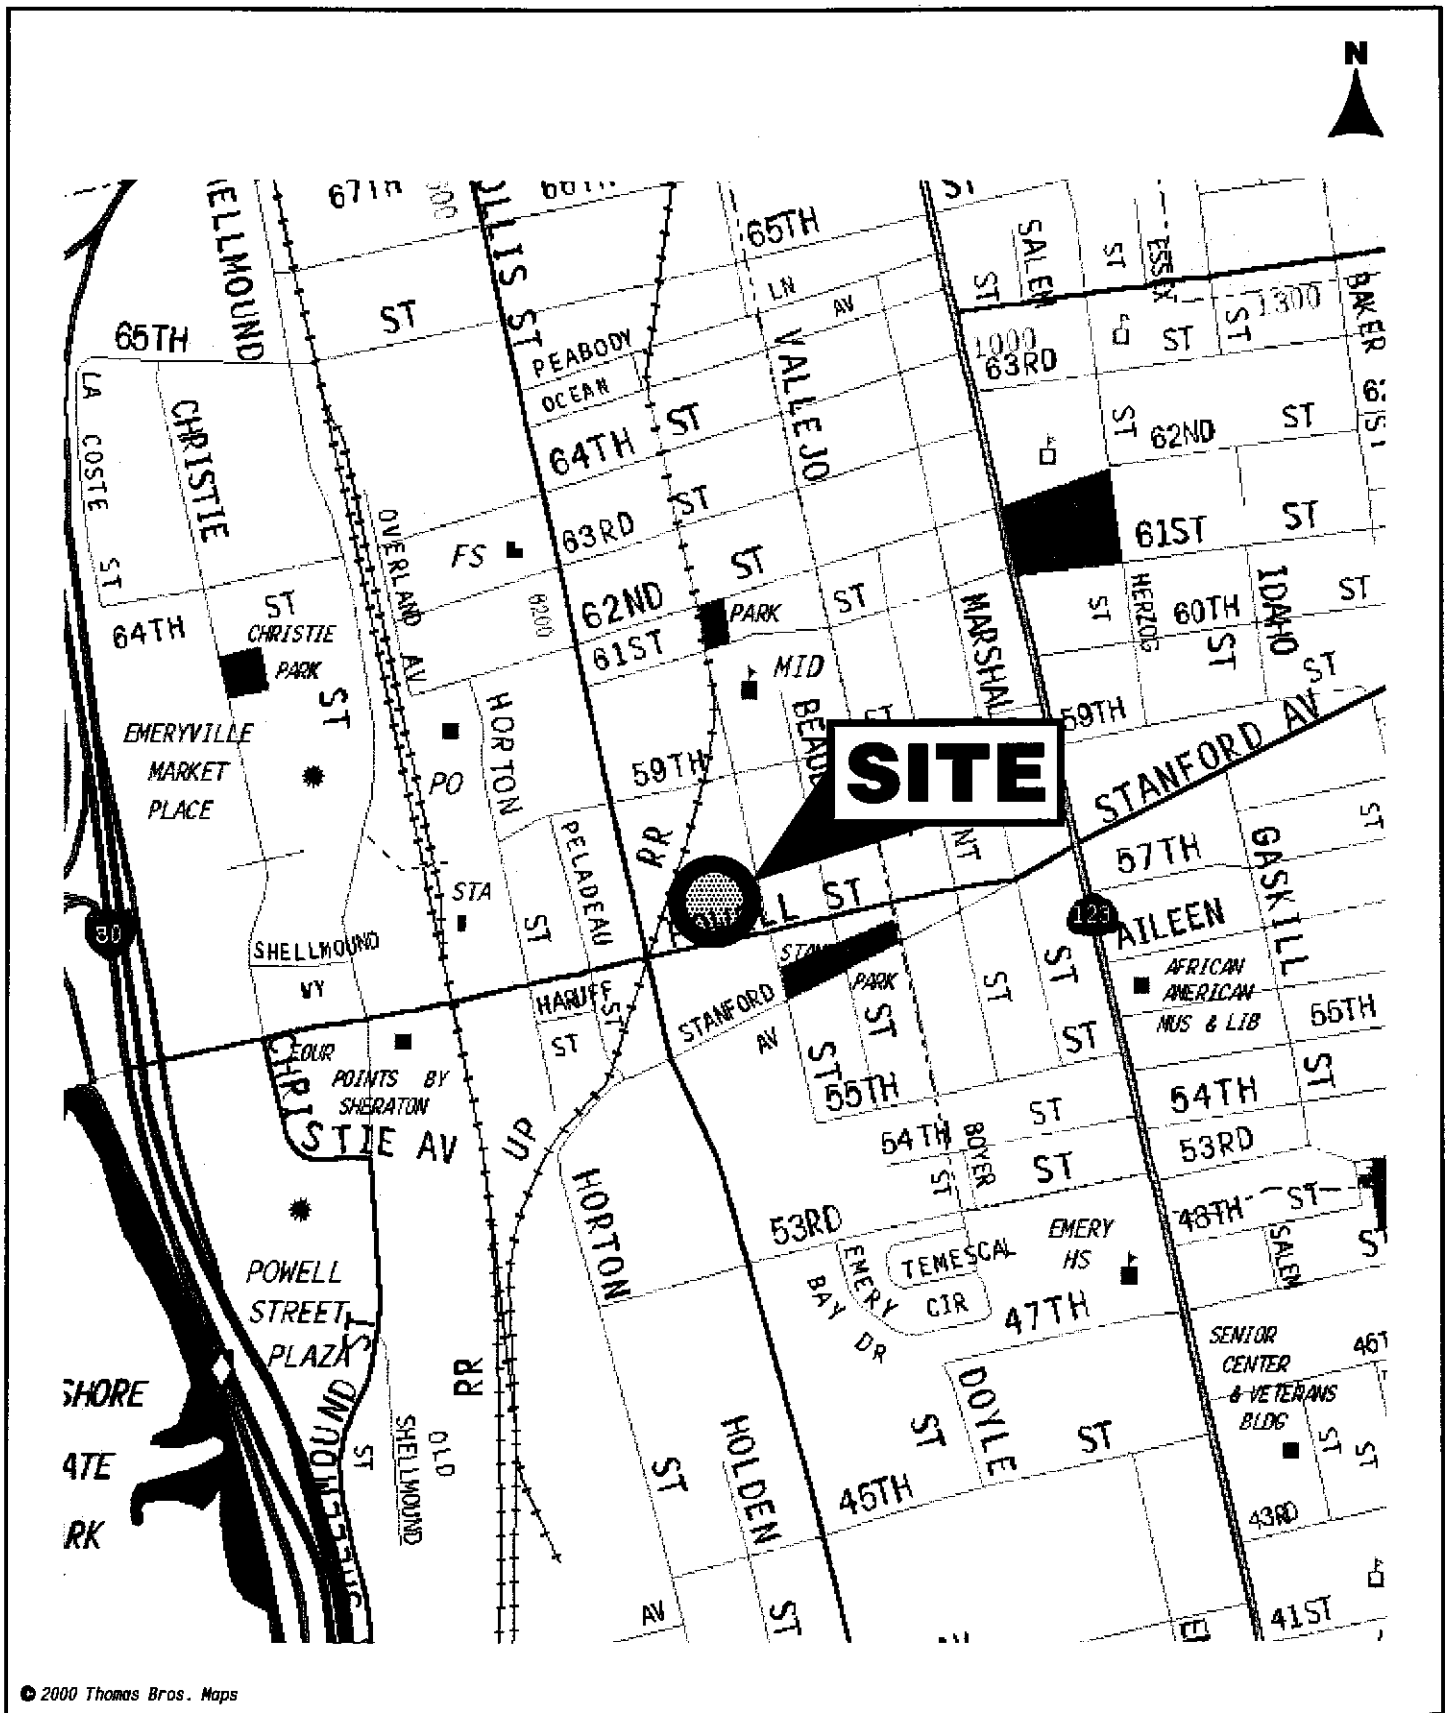 N
67TH
65TH
ST
SALEM
ST
ESSEX
ST
ST
LN
AV
1300
BAKER
65TH
ST
PEABODY
OCEAN
VALLEJO
1000
63RD
ST
LA COSTE ST
CHRISTIE
64TH ST
ST
62ND ST
OVERLAND AV
FS
63RD ST
61ST ST
6200
62ND ST
ST
HERZOG
60TH ST
IDAHO
ST
64TH ST
CHRISTIE
PARK
ST
61ST
PARK
MID
MARSHAL
ST
ST
EMERYVILLE
MARKET
PLACE
PO
HORTON
59TH
59TH
STANFORD AV
SITE
PELADEAU
RR
ST
57TH
GASKILL
ST
STA
ST
80
SHELLMOUND
WY
123
AILEEN
HARUFF
ST
ST
STANFORD
AV
PARK
ST
ST
ST
ST
AFRICAN
AMERICAN
MUS & LIB
55TH
FOUR
POINTS BY
SHERATON
CHRISTIE AV
UP
ST
55TH
54TH
ST
ST
54TH
BOYER
ST
ST
53RD
HORTON
53RD
EMERY
BAY
DR
TEMESCAL
CIR
EMERY
HS
48TH ST
SALEM
POWELL
STREET
PLAZA
ST
RR
47TH
SENIOR
CENTER
& VETERANS
BLDG
OLD
SHELLMOUND
ST
ST
HOLDEN
ST
DOYLE
ST
ST
ST
45TH
43RD
AV
ST
41ST
© 2000 Thomas Bros. Maps